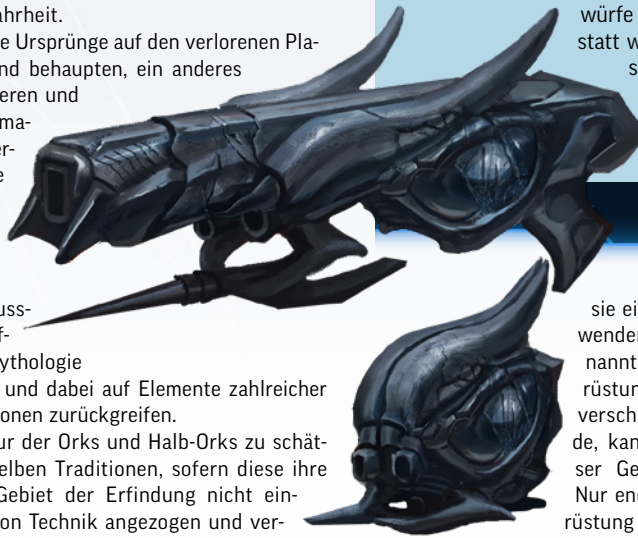 ahrheit.
e Ursprünge auf den verlorenen Pla-
nd behaupten, ein anderes
eren und
ma-
er-
e
uss-
f-
ythologie
und dabei auf Elemente zahlreicher
onen zurückgreifen.
ur der Orks und Halb-Orks zu schät-
elben Traditionen, sofern diese ihre
Gebiet der Erfindung nicht ein-
on Technik angezogen und ver-
würfe
statt w
s
sie ei
wender
nannt
rüstun
versch
de, kan
ser Ge
Nur ene
rüstung